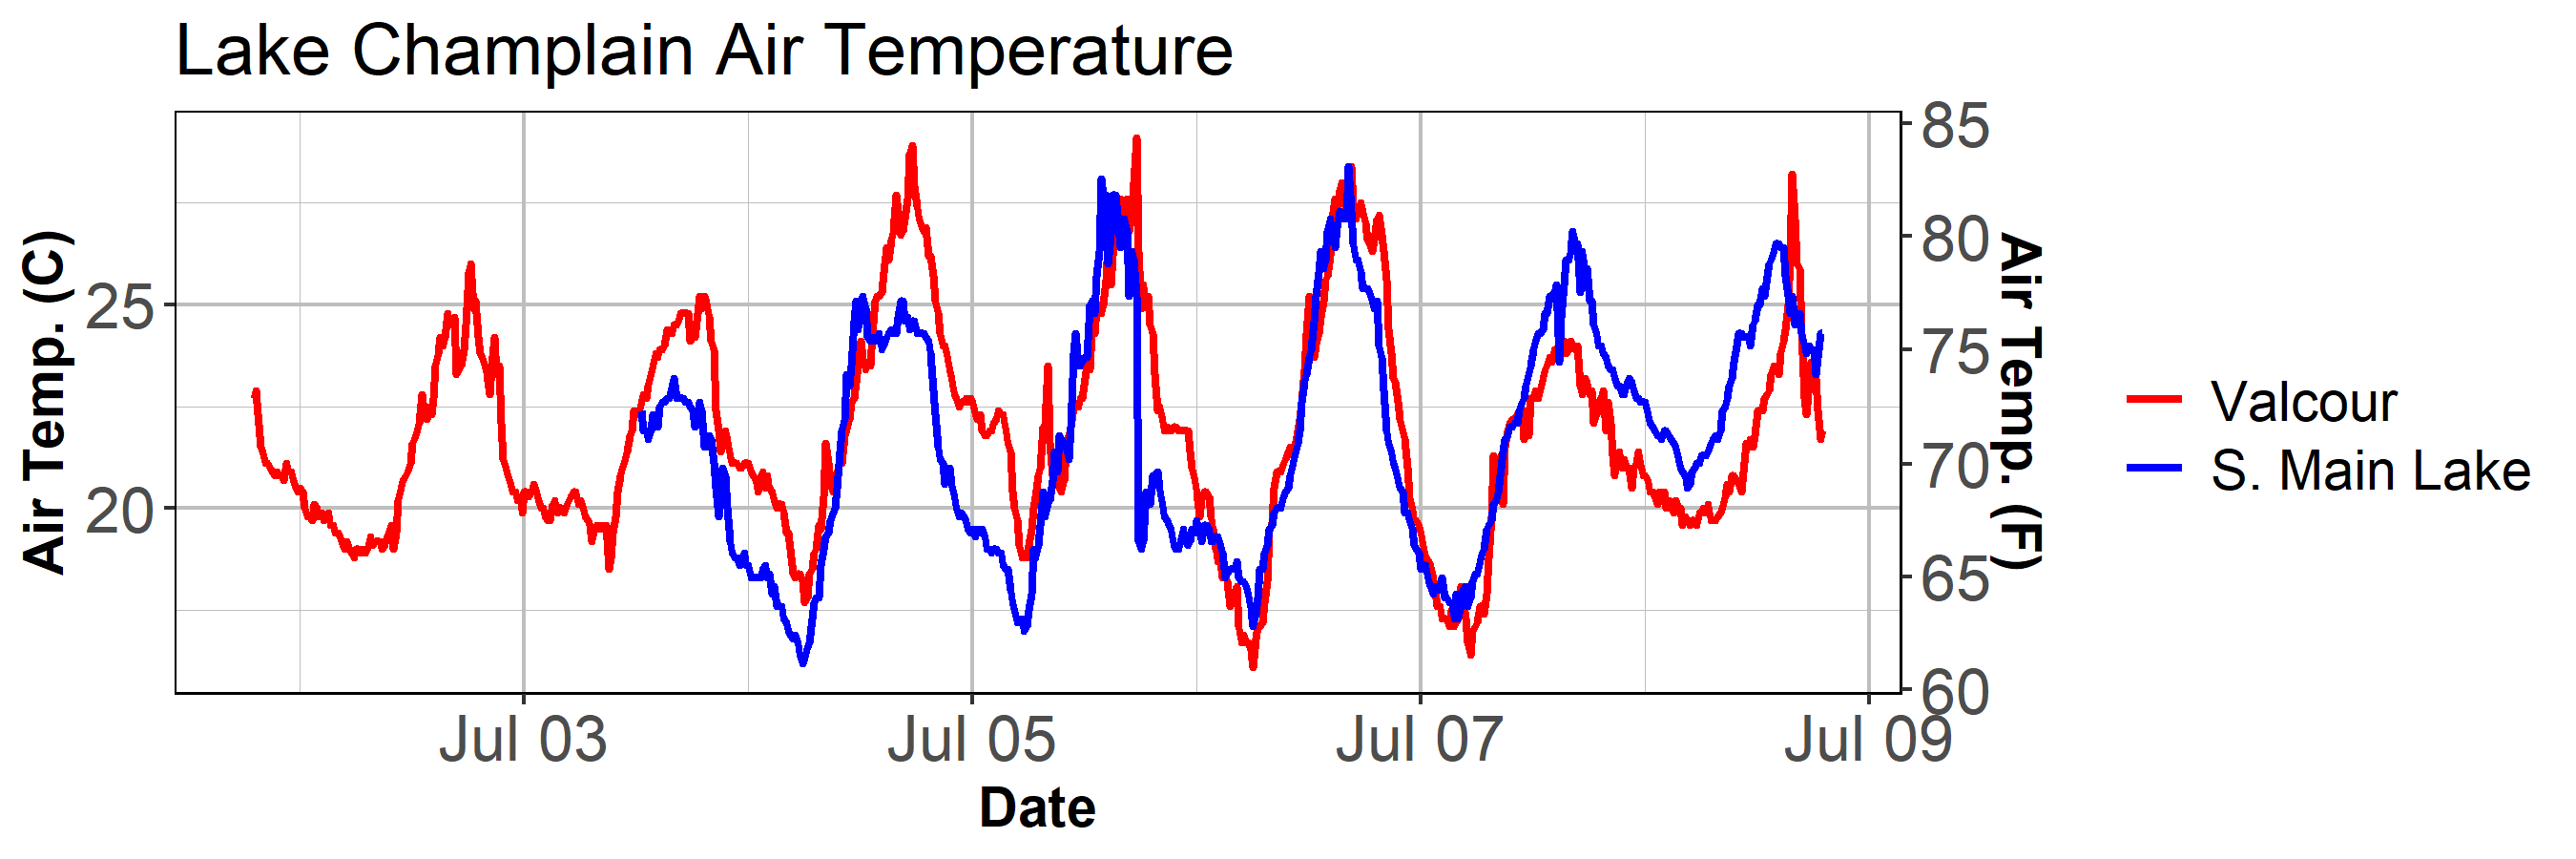 Lake Champlain Air Temperature
Air Temp. (C)
25
20
85
80
75
70
65
60
Air Temp. (F)
Jul 03
Jul 05
Jul 07
Jul 09
Date
Valcour
S. Main Lake